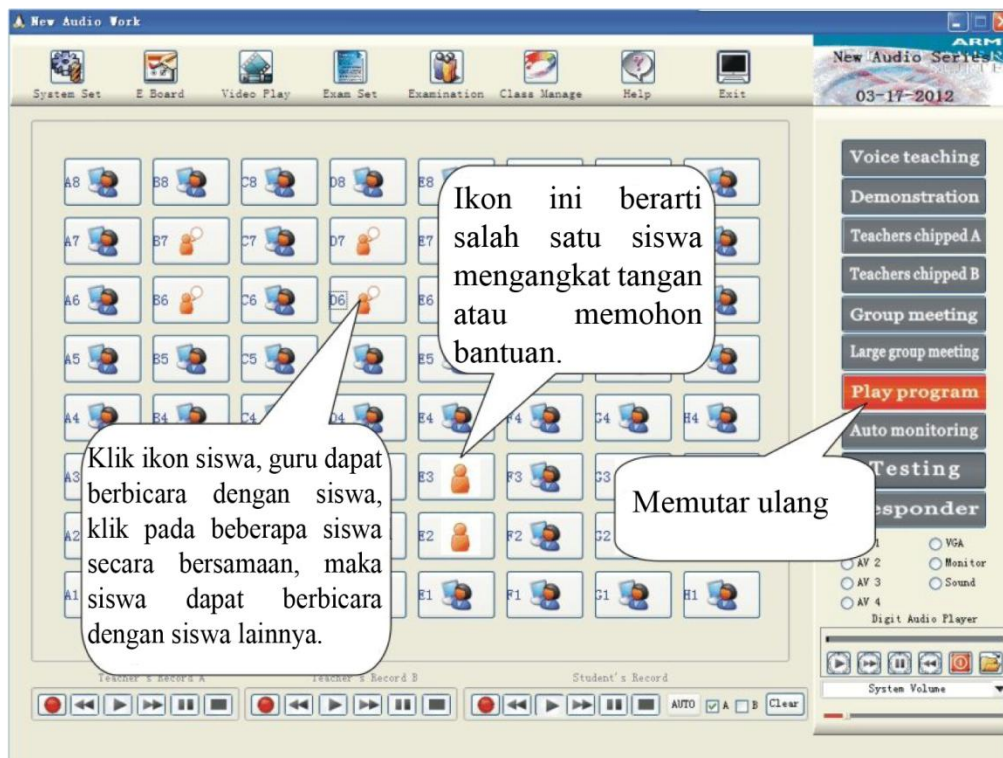 New Audio Work
ARM
New Audio Series
03-17-2012
System Set
E Board
Video Play
Exam Set
Examination
Class Manage
Help
Exit
A8
B8
C8
D8
E8
A7
B7
C7
D7
E7
A6
B6
C6
D6
E6
A5
B5
C5
E5
A4
B4
C4
D4
E4
F4
G4
H4
A3
E3
F3
G3
A2
E2
F2
G2
A1
E1
F1
G1
H1
Ikon ini berarti
salah satu siswa
mengangkat tangan
atau memohon
bantuan.
Klik ikon siswa, guru dapat
berbicara dengan siswa,
klik pada beberapa siswa
secara bersamaan, maka
siswa dapat berbicara
dengan siswa lainnya.
Memutar ulang
Voice teaching
Demonstration
Teachers chipped A
Teachers chipped B
Group meeting
Large group meeting
Play program
Auto monitoring
Testing
VGA
AV 2
Monitor
AV 3
Sound
AV 4
Digit Audio Player
System Volume
Teacher's Record A
Teacher's Record B
Student's Record
AUTO
A
B
Clear